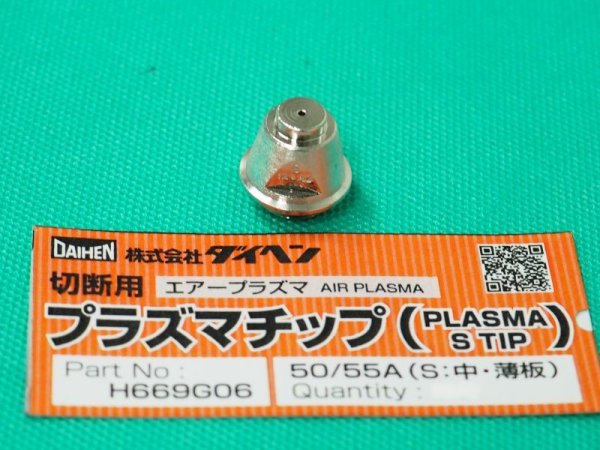 DAIHEN 株式会社ダイヘン
切断用 エアープラズマ AIR PLASMA
プラズマチップ(PLASMA S TIP)
Part No : 50/55A(S:中・薄板)
H669G06 Quantity :